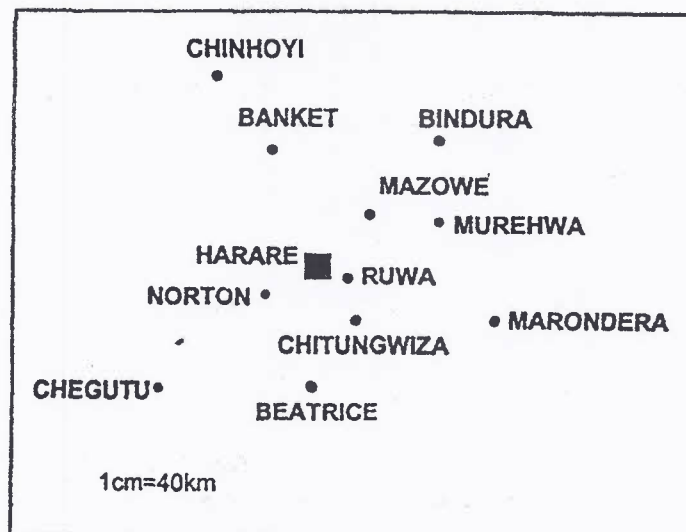 CHINHOYI
BANKET
BINDURA
MAZOWE
MUREHWA
HARARE
RUWA
NORTON
MARONDERA
CHITUNGWIZA
CHEGUTU
BEATRICE
1cm=40km